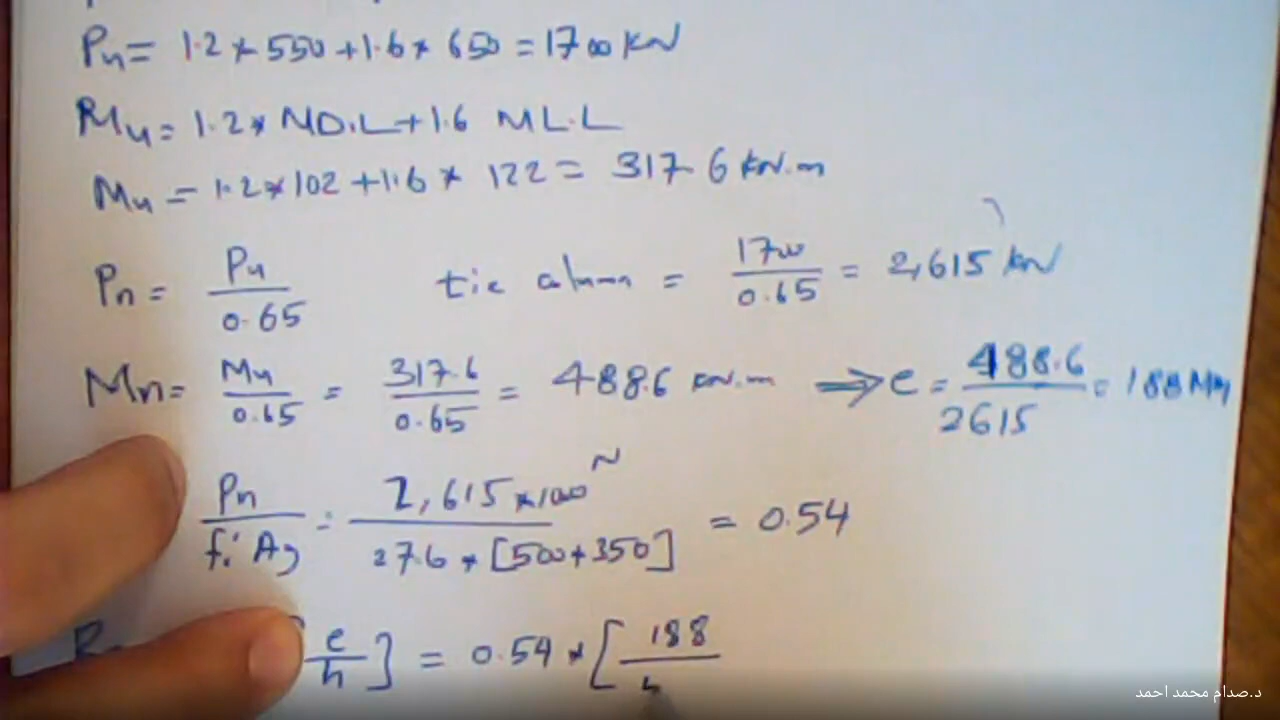 Pu = 1.2 * 550 + 1.6 * 650 = 1700 kN
Mu = 1.2 * MD.L + 1.6 ML.L
Mu = 1.2 * 102 + 1.6 * 122 = 317.6 kN.m
Pn = Pu / 0.65 tie column = 1700 / 0.65 = 2,615 kN
Mn = Mu / 0.65 = 317.6 / 0.65 = 488.6 kN.m ⇒ e = 488.6 / 2615 = 188 MM
Pn / fc' Ag = 2,615 * 1000 N / 27.6 * [500 * 350] = 0.54
e / h ] = 0.54 * [ 188 /
د.صدام محمد احمد